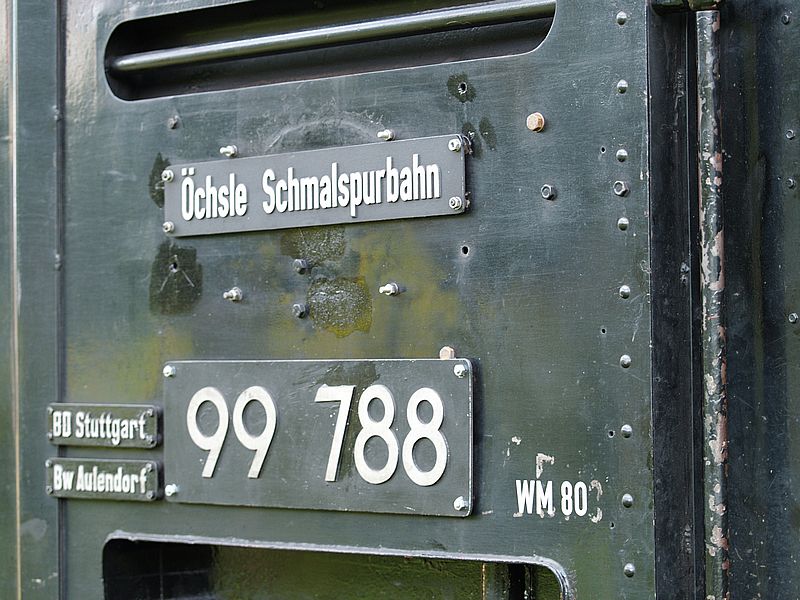 Öchsle Schmalspurbahn
99 788
BD Stuttgart
Bw Aulendorf
WM 80